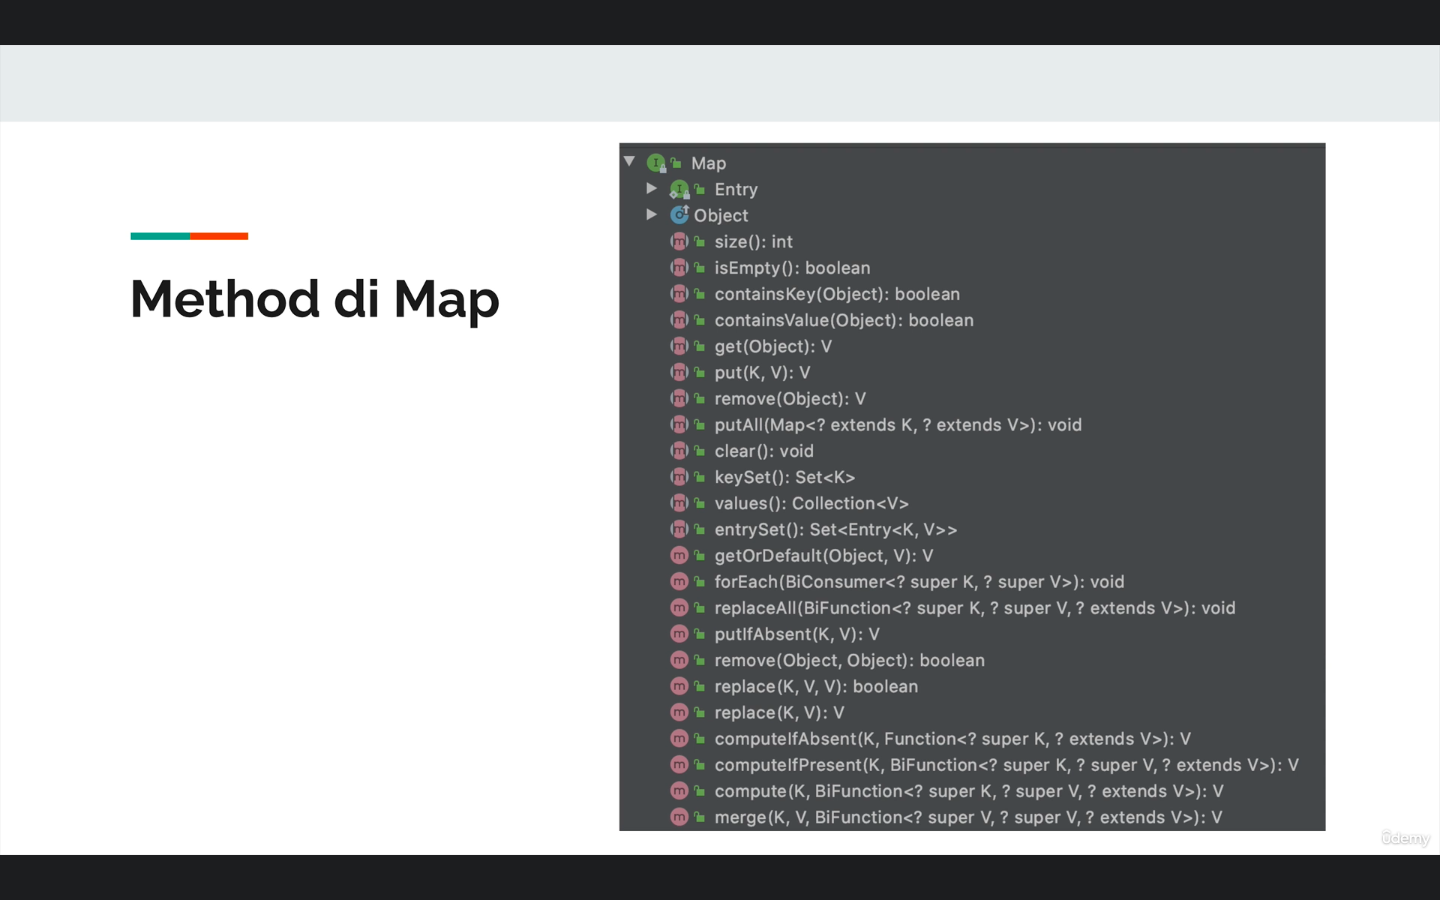 Method di Map
Map
Entry
Object
size(): int
isEmpty(): boolean
containsKey(Object): boolean
containsValue(Object): boolean
get(Object): V
put(K, V): V
remove(Object): V
putAll(Map<? extends K, ? extends V>): void
clear(): void
keySet(): Set<K>
values(): Collection<V>
entrySet(): Set<Entry<K, V>>
getOrDefault(Object, V): V
forEach(BiConsumer<? super K, ? super V>): void
replaceAll(BiFunction<? super K, ? super V, ? extends V>): void
putIfAbsent(K, V): V
remove(Object, Object): boolean
replace(K, V, V): boolean
replace(K, V): V
computeIfAbsent(K, Function<? super K, ? extends V>): V
computeIfPresent(K, BiFunction<? super K, ? super V, ? extends V>): V
compute(K, BiFunction<? super K, ? super V, ? extends V>): V
merge(K, V, BiFunction<? super V, ? super V, ? extends V>): V
ûdemy